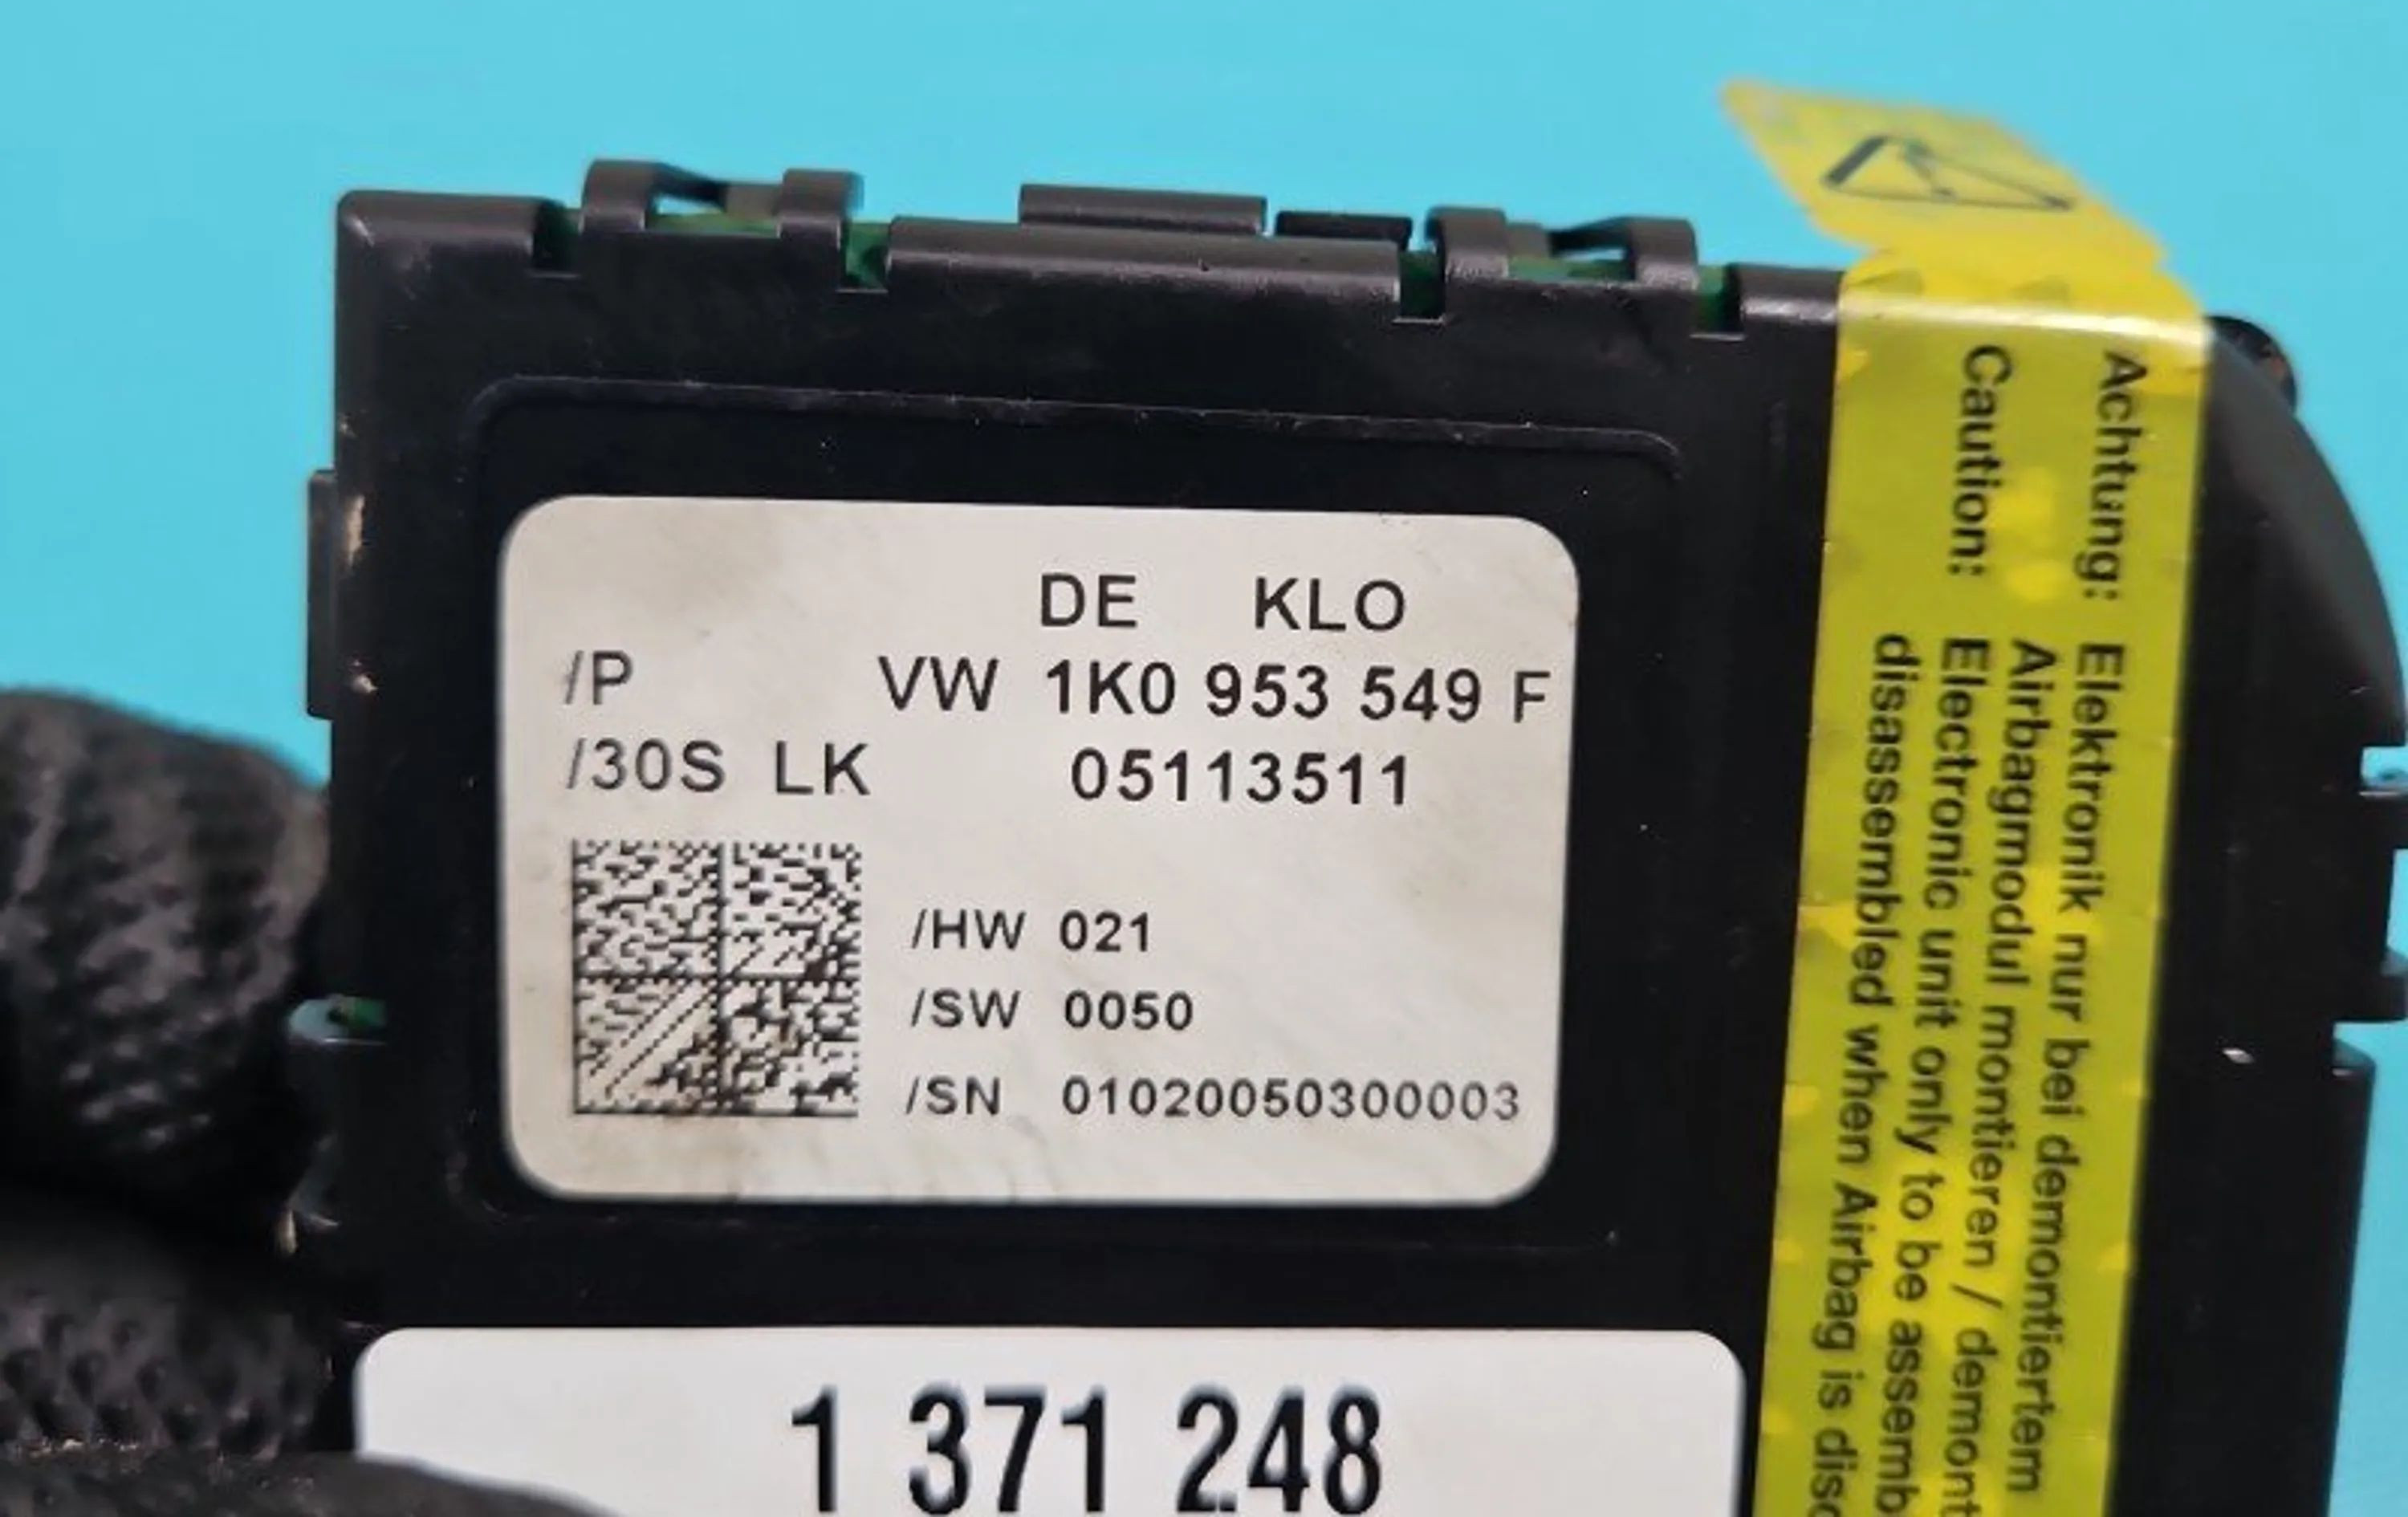 DE KLO
/P VW 1K0 953 549 F
/30S LK 05113511
/HW 021
/SW 0050
/SN 01020050300003
1 371 248
Achtung: Elektronik nur bei demontiertem
Airbagmodul montieren / demont
Caution: Electronic unit only to be assemb
disassembled when Airbag is disc